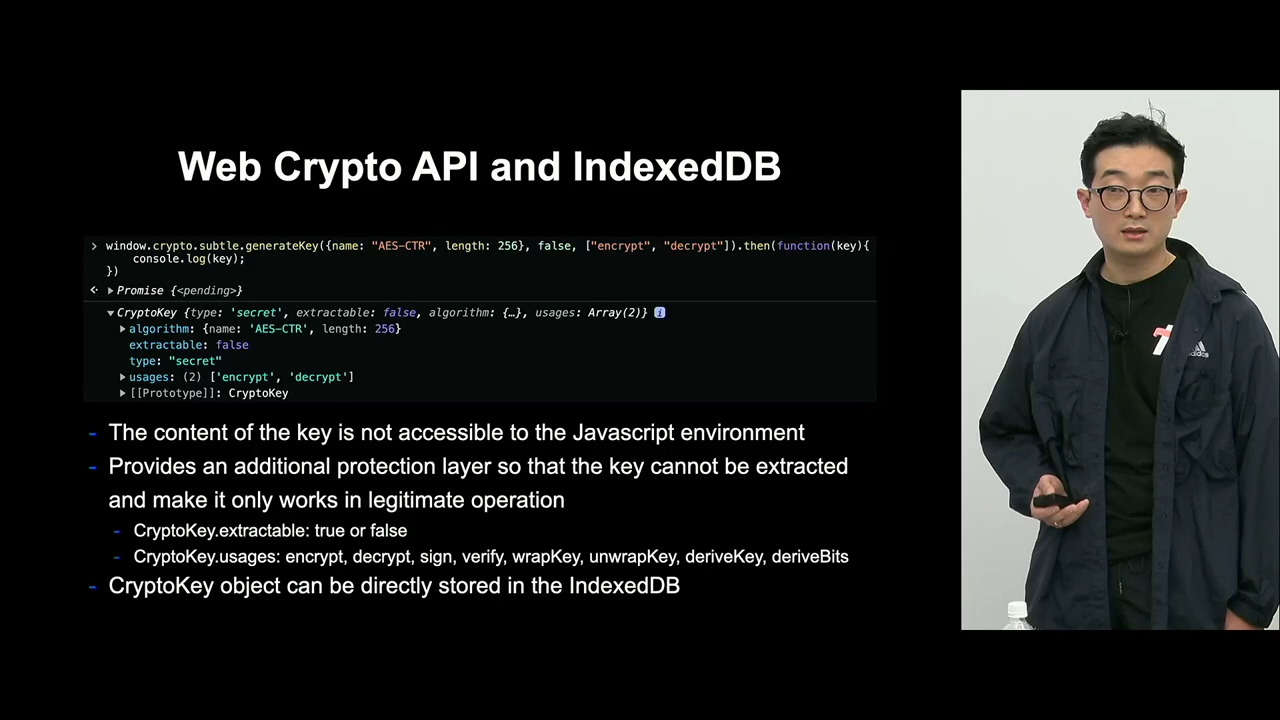 Web Crypto API and IndexedDB
> window.crypto.subtle.generateKey({name: "AES-CTR", length: 256}, false, ["encrypt", "decrypt"]).then(function(key){
console.log(key);
})
Promise {<pending>}
CryptoKey {type: 'secret', extractable: false, algorithm: {…}, usages: Array(2)} i
algorithm: {name: 'AES-CTR', length: 256}
extractable: false
type: "secret"
usages: (2) ['encrypt', 'decrypt']
[[Prototype]]: CryptoKey
- The content of the key is not accessible to the Javascript environment
- Provides an additional protection layer so that the key cannot be extracted
and make it only works in legitimate operation
- CryptoKey.extractable: true or false
- CryptoKey.usages: encrypt, decrypt, sign, verify, wrapKey, unwrapKey, deriveKey, deriveBits
- CryptoKey object can be directly stored in the IndexedDB
adidas